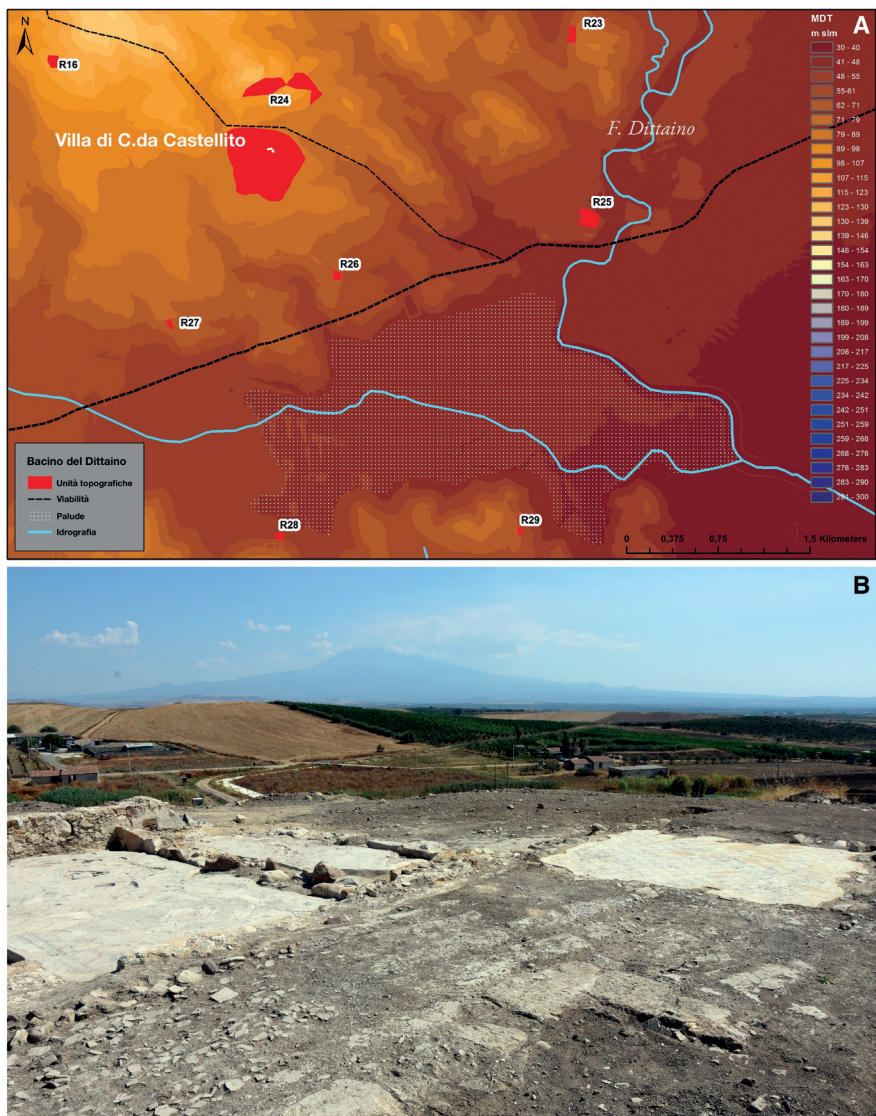 N
A
MDT
m slm
30 - 40
41 - 48
48 - 55
55-61
62 - 71
71 - 79
79 - 89
89 - 98
98 - 107
107 - 115
115 - 123
123 - 130
130 - 139
139 - 146
146 - 154
154 - 163
163 - 170
170 - 180
180 - 189
189 - 199
199 - 208
208 - 217
217 - 225
225 - 234
234 - 242
242 - 251
251 - 259
259 - 268
268 - 276
276 - 283
283 - 290
291 - 300
R23
R16
R24
F. Dittaino
Villa di C.da Castellito
R25
R26
R27
Bacino del Dittaino
Unità topografiche
Viabilità
Palude
Idrografia
R28
R29
0 0,375 0,75 1,5 Kilometers
B